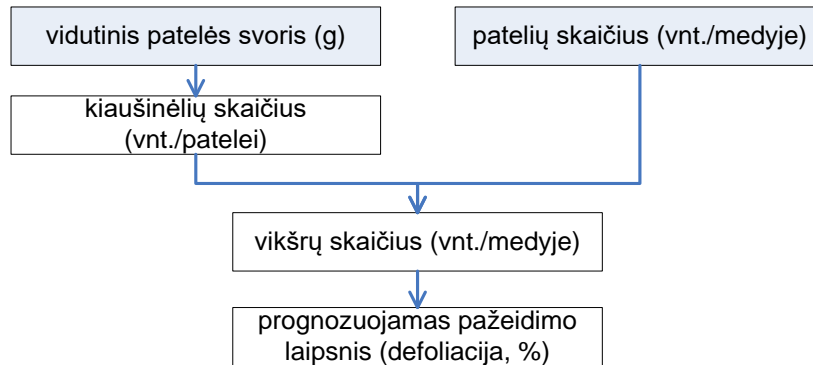 vidutinis patelės svoris (g)
patelių skaičius (vnt./medyje)
kiaušinėlių skaičius
(vnt./patelei)
vikšrų skaičius (vnt./medyje)
prognozuojamas pažeidimo
laipsnis (defoliacija, %)